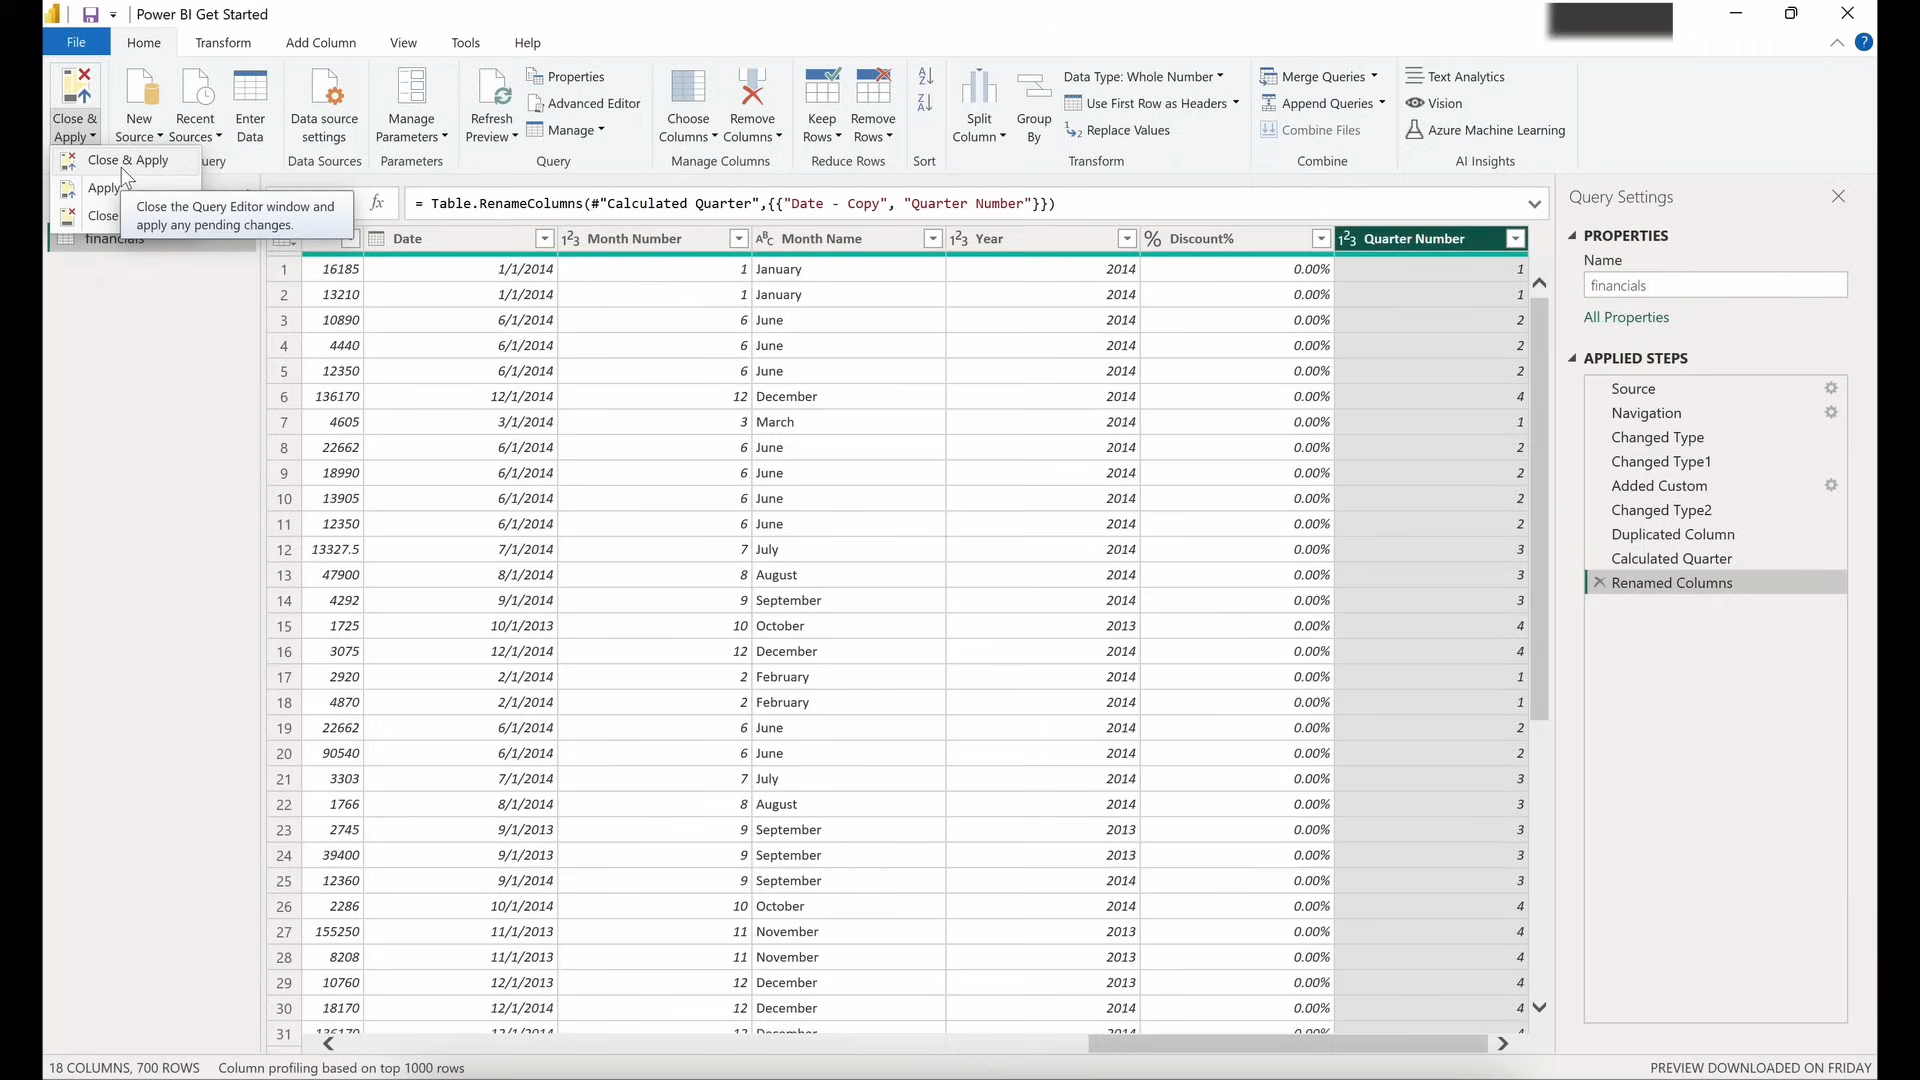 Power BI Get Started
File Home Transform Add Column View Tools Help
Close & Apply
New Source
Recent Sources
Enter Data
Data source settings
Manage Parameters
Refresh Preview
Properties
Advanced Editor
Manage
Choose Columns
Remove Columns
Keep Rows
Remove Rows
Split Column
Group By
Data Type: Whole Number
Use First Row as Headers
Replace Values
Merge Queries
Append Queries
Combine Files
Text Analytics
Vision
Azure Machine Learning
Data Sources Parameters Query Manage Columns Reduce Rows Sort Transform Combine AI Insights
Close & Apply
Apply
Close
Close the Query Editor window and
apply any pending changes.
financials
= Table.RenameColumns(#"Calculated Quarter",{{"Date - Copy", "Quarter Number"}})
Date Month Number Month Name Year Discount% Quarter Number
1 16185 1/1/2014 1 January 2014 0.00% 1
2 13210 1/1/2014 1 January 2014 0.00% 1
3 10890 6/1/2014 6 June 2014 0.00% 2
4 4440 6/1/2014 6 June 2014 0.00% 2
5 12350 6/1/2014 6 June 2014 0.00% 2
6 136170 12/1/2014 12 December 2014 0.00% 4
7 4605 3/1/2014 3 March 2014 0.00% 1
8 22662 6/1/2014 6 June 2014 0.00% 2
9 18990 6/1/2014 6 June 2014 0.00% 2
10 13905 6/1/2014 6 June 2014 0.00% 2
11 12350 6/1/2014 6 June 2014 0.00% 2
12 13327.5 7/1/2014 7 July 2014 0.00% 3
13 47900 8/1/2014 8 August 2014 0.00% 3
14 4292 9/1/2014 9 September 2014 0.00% 3
15 1725 10/1/2013 10 October 2013 0.00% 4
16 3075 12/1/2014 12 December 2014 0.00% 4
17 2920 2/1/2014 2 February 2014 0.00% 1
18 4870 2/1/2014 2 February 2014 0.00% 1
19 22662 6/1/2014 6 June 2014 0.00% 2
20 90540 6/1/2014 6 June 2014 0.00% 2
21 3303 7/1/2014 7 July 2014 0.00% 3
22 1766 8/1/2014 8 August 2014 0.00% 3
23 2745 9/1/2013 9 September 2013 0.00% 3
24 39400 9/1/2013 9 September 2013 0.00% 3
25 12360 9/1/2014 9 September 2014 0.00% 3
26 2286 10/1/2014 10 October 2014 0.00% 4
27 155250 11/1/2013 11 November 2013 0.00% 4
28 8208 11/1/2013 11 November 2013 0.00% 4
29 10760 12/1/2013 12 December 2013 0.00% 4
30 18170 12/1/2014 12 December 2014 0.00% 4
31 136170 12/1/2014 12 December 2014 0.00% 4
Query Settings
PROPERTIES
Name
financials
All Properties
APPLIED STEPS
Source
Navigation
Changed Type
Changed Type1
Added Custom
Changed Type2
Duplicated Column
Calculated Quarter
Renamed Columns
18 COLUMNS, 700 ROWS Column profiling based on top 1000 rows PREVIEW DOWNLOADED ON FRIDAY